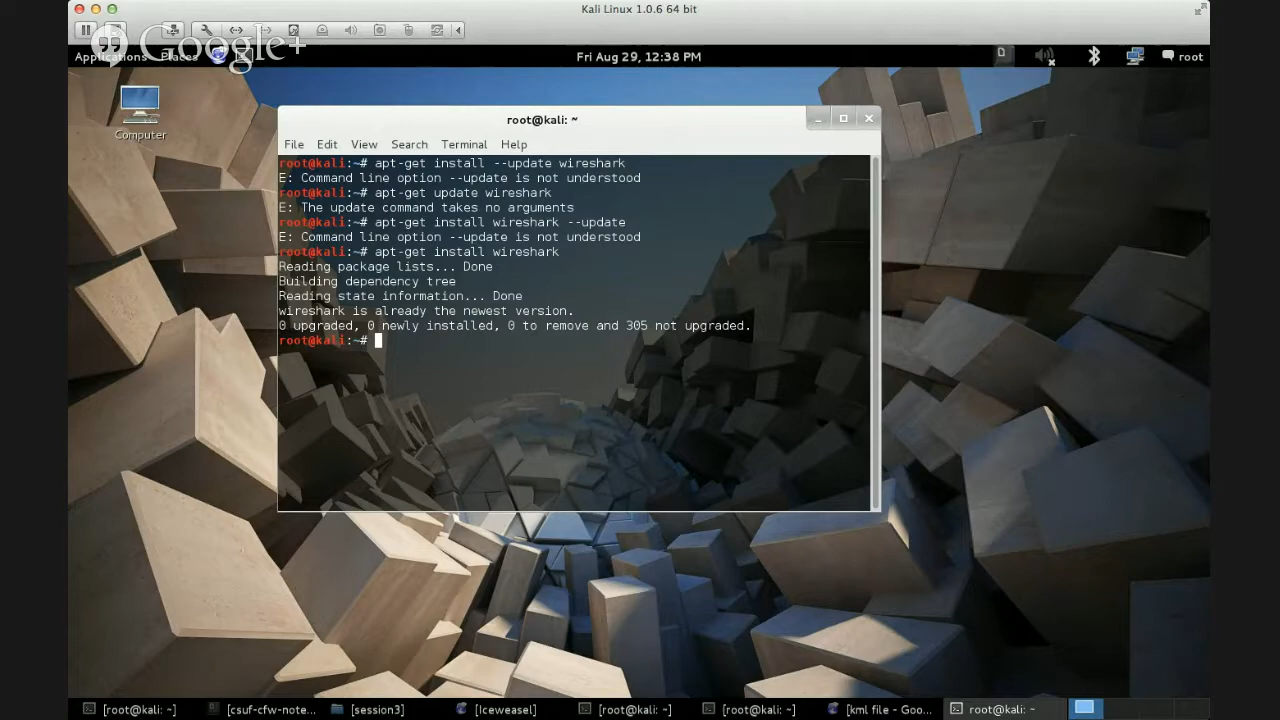 Kali Linux 1.0.6 64 bit
Google+
Applications Places
Fri Aug 29, 12:38 PM
root
Computer
root@kali: ~
File Edit View Search Terminal Help
root@kali:~# apt-get install --update wireshark
E: Command line option --update is not understood
root@kali:~# apt-get update wireshark
E: The update command takes no arguments
root@kali:~# apt-get install wireshark --update
E: Command line option --update is not understood
root@kali:~# apt-get install wireshark
Reading package lists... Done
Building dependency tree
Reading state information... Done
wireshark is already the newest version.
0 upgraded, 0 newly installed, 0 to remove and 305 not upgraded.
root@kali:~#
[root@kali: ~] [csuf-cfw-note... [session3] [Iceweasel] [root@kali: ~] [root@kali: ~] [kml file - Goo... root@kali: ~